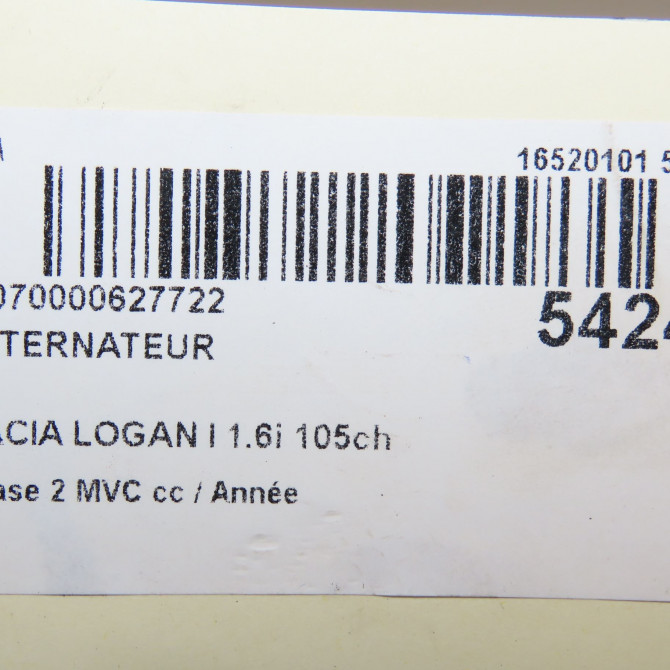 16520101 5
070000627722
5424
TERNATEUR
ACIA LOGAN I 1.6i 105ch
ase 2 MVC cc / Année